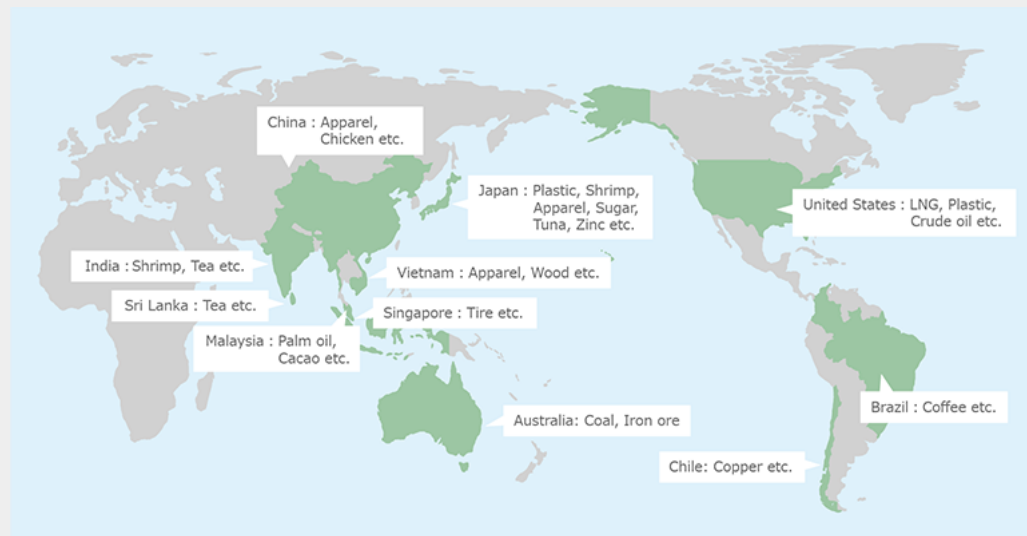 China : Apparel,
Chicken etc.
Japan : Plastic, Shrimp,
Apparel, Sugar,
Tuna, Zinc etc.
United States : LNG, Plastic,
Crude oil etc.
India : Shrimp, Tea etc.
Vietnam : Apparel, Wood etc.
Sri Lanka : Tea etc.
Singapore : Tire etc.
Malaysia : Palm oil,
Cacao etc.
Brazil : Coffee etc.
Australia: Coal, Iron ore
Chile: Copper etc.